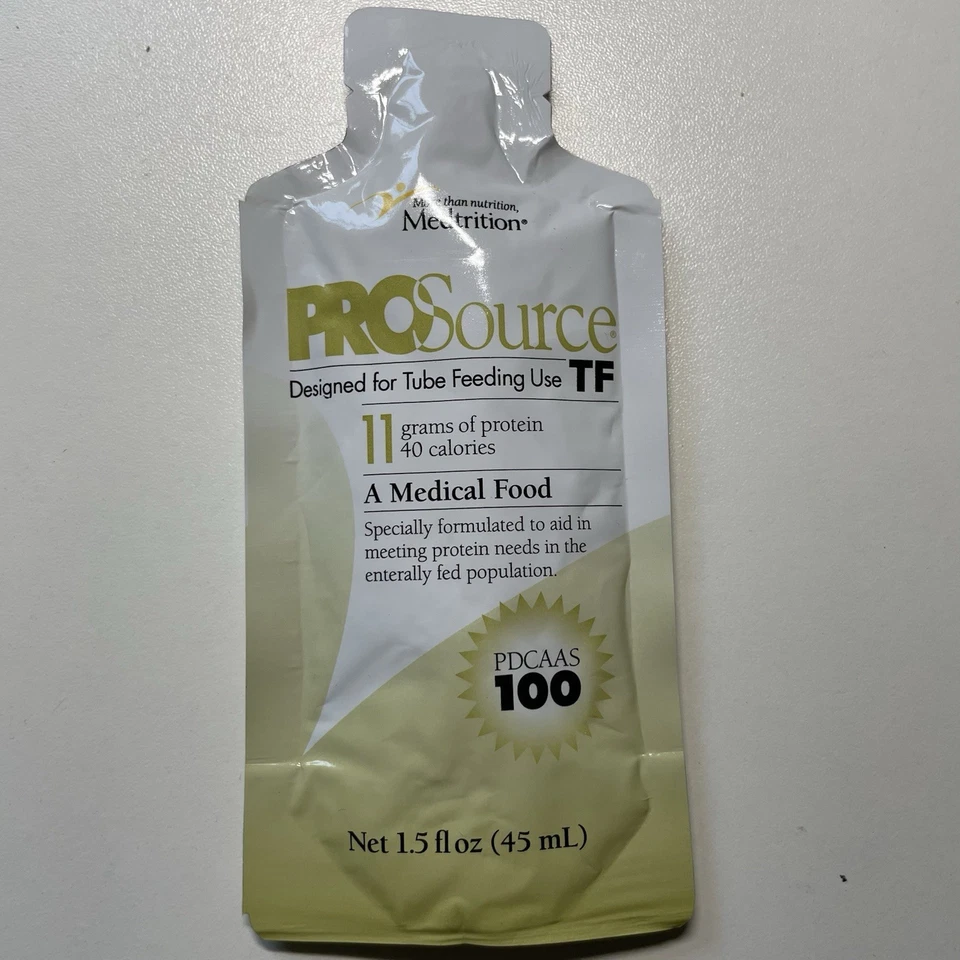 More than nutrition,
Medtrition®
PROSource®
Designed for Tube Feeding Use TF
11 grams of protein
40 calories
A Medical Food
Specially formulated to aid in
meeting protein needs in the
enterally fed population.
PDCAAS
100
Net 1.5 fl oz (45 mL)